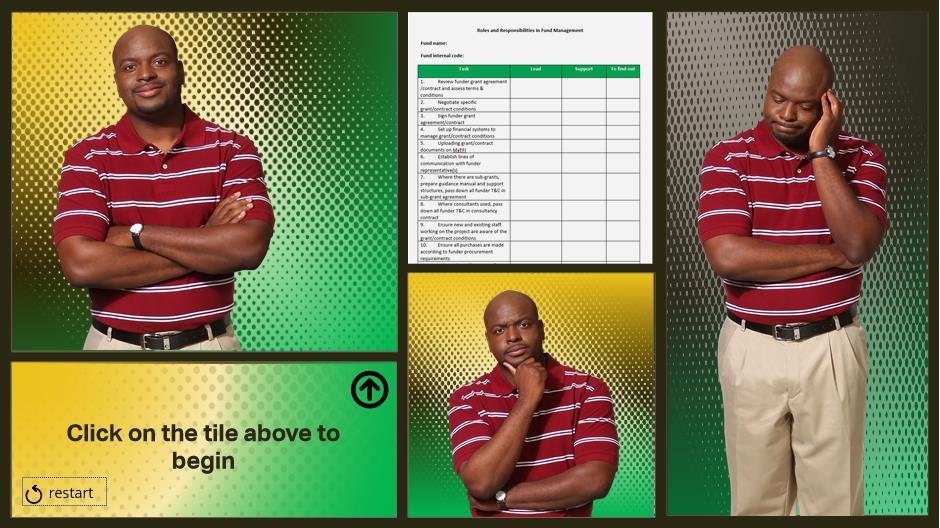 Roles and Responsibilities in Fund Management
Fund name:
Fund internal code:
Task Lead Support To find out
1. Review funder grant agreement
/contract and assess terms &
conditions
2. Negotiate specific
grant/contract conditions
3. Sign funder grant
agreement/contract
4. Set up financial systems to
manage grant/contract conditions
5. Uploading grant/contract
documents on MyFiTi
6. Establish lines of
communication with funder
representative(s)
7. Where there are sub-grants,
prepare guidance manual and support
structures, pass down all funder T&C in
sub-grant agreement
8. Where consultants used, pass
down all funder T&C in consultancy
contract
9. Ensure new and existing staff
working on the project are aware of the
grant/contract conditions
10. Ensure all purchases are made
according to funder procurement
requirements
Click on the tile above to
begin
restart